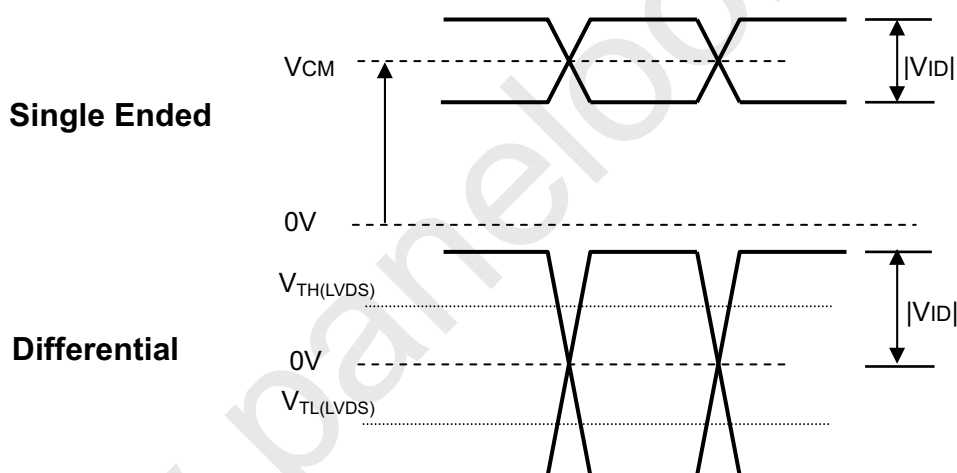 VCM
|VID|
Single Ended
0V
VTH(LVDS)
|VID|
Differential
0V
VTL(LVDS)